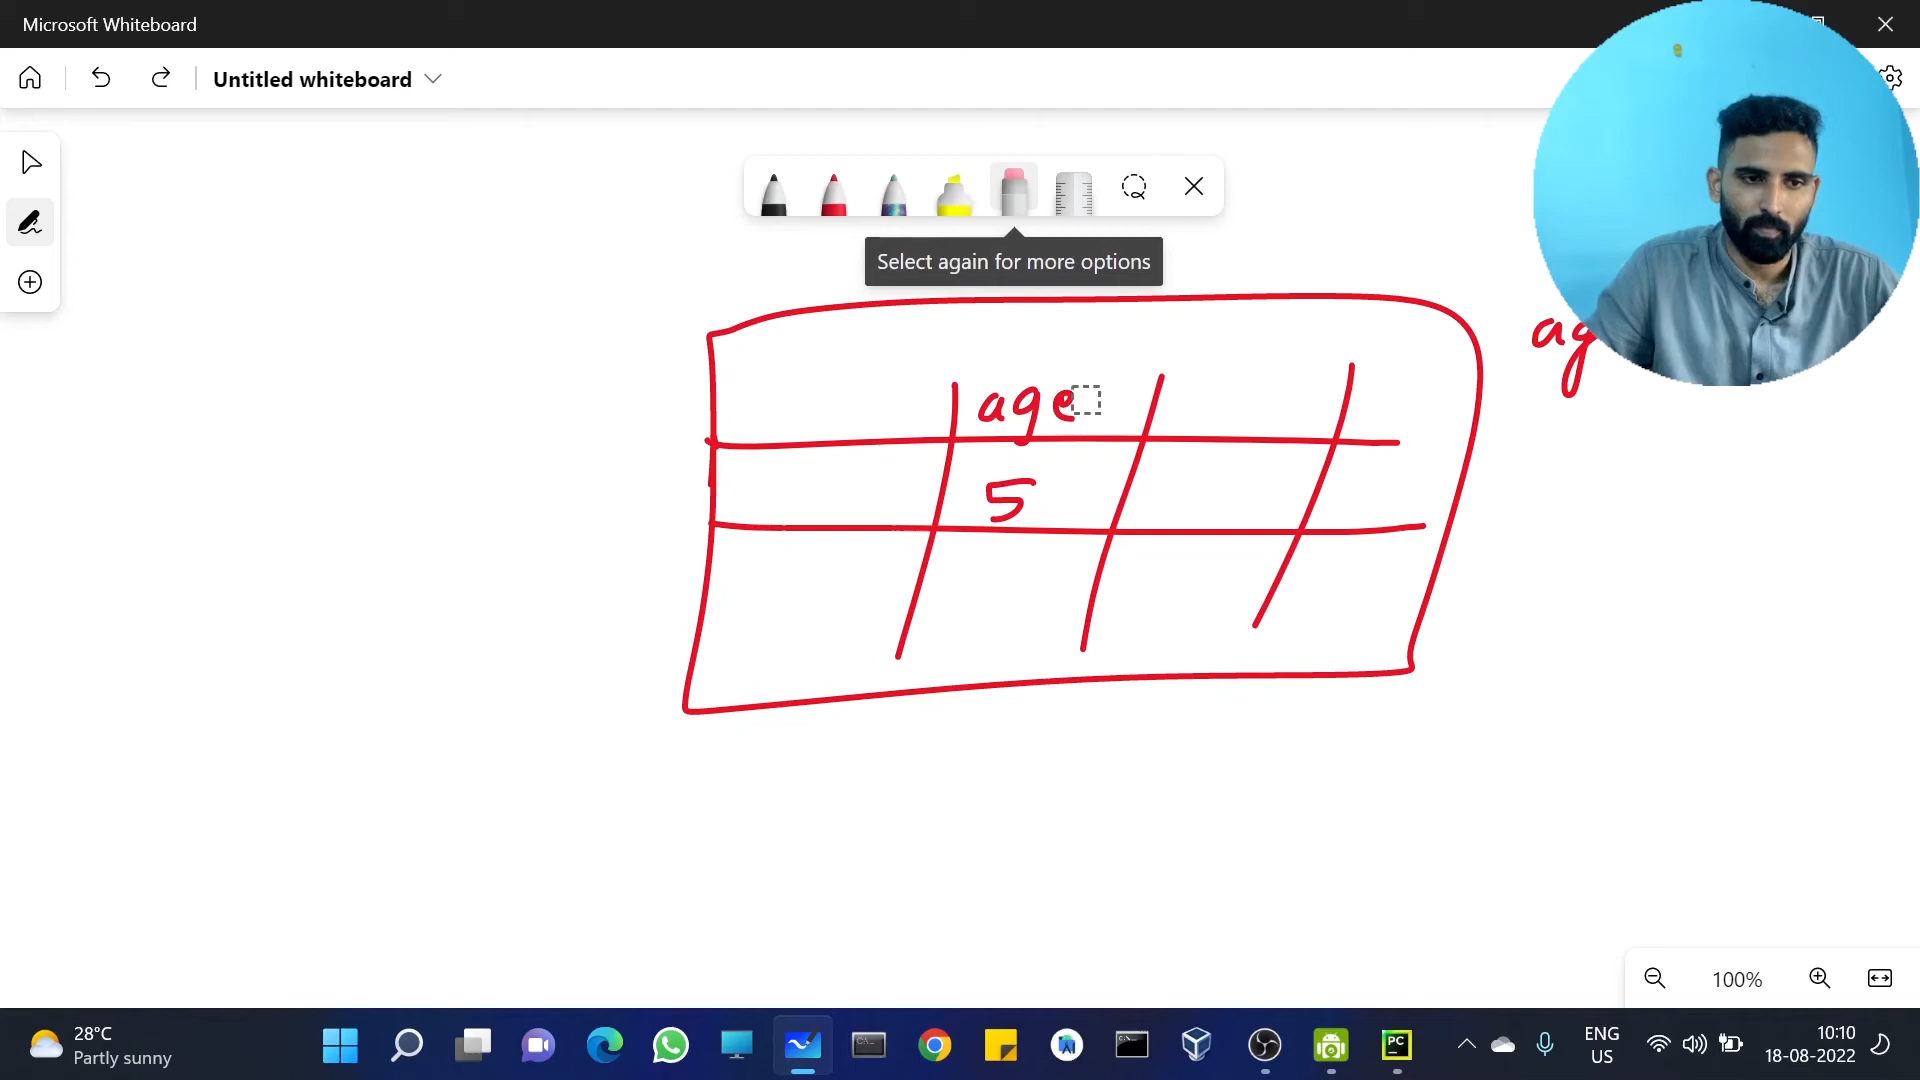 Microsoft Whiteboard
Untitled whiteboard
Select again for more options
age
5
100%
28°C
Partly sunny
ENG
US
10:10
18-08-2022
PC